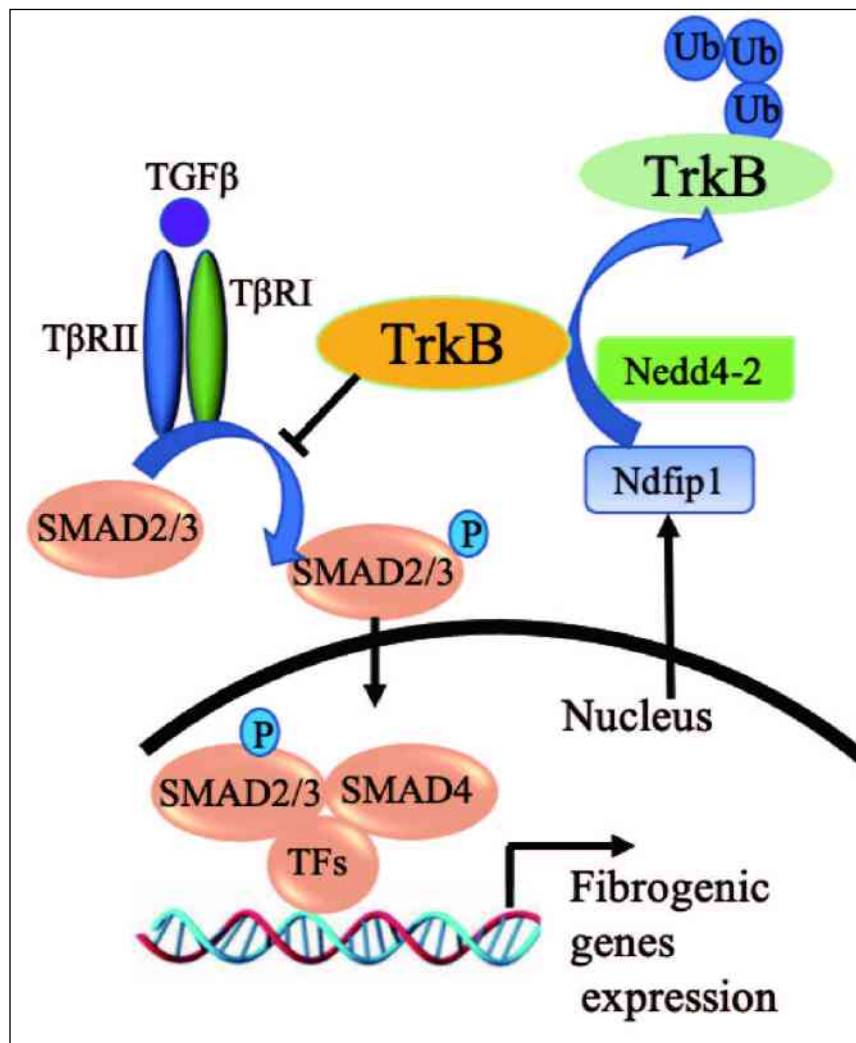 Ub Ub
Ub
TrkB
TGFβ
TβRI
TβRII
TrkB
Nedd4-2
Ndfip1
SMAD2/3
P
SMAD2/3
Nucleus
P
SMAD2/3
SMAD4
TFs
Fibrogenic
genes
expression